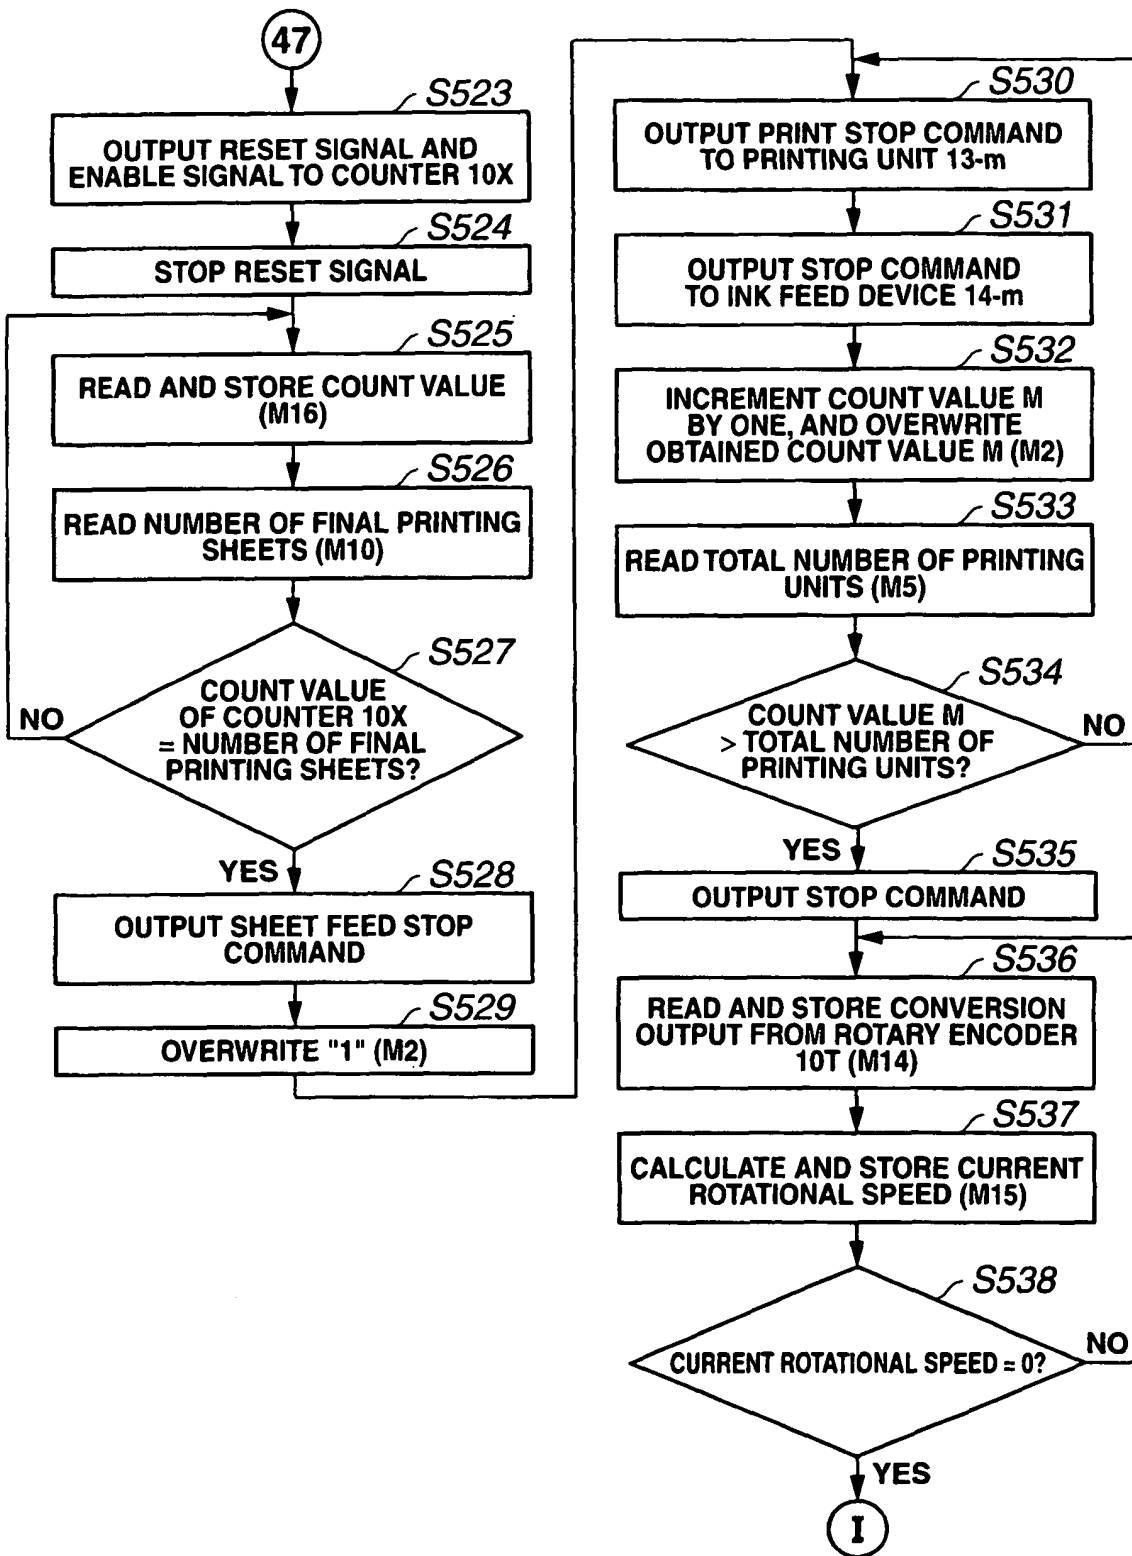 47
S523
OUTPUT RESET SIGNAL AND
ENABLE SIGNAL TO COUNTER 10X
S524
STOP RESET SIGNAL
S525
READ AND STORE COUNT VALUE
(M16)
S526
READ NUMBER OF FINAL PRINTING
SHEETS (M10)
S527
COUNT VALUE
OF COUNTER 10X
= NUMBER OF FINAL
PRINTING SHEETS?
NO
YES
S528
OUTPUT SHEET FEED STOP
COMMAND
S529
OVERWRITE "1" (M2)
S530
OUTPUT PRINT STOP COMMAND
TO PRINTING UNIT 13-m
S531
OUTPUT STOP COMMAND
TO INK FEED DEVICE 14-m
S532
INCREMENT COUNT VALUE M
BY ONE, AND OVERWRITE
OBTAINED COUNT VALUE M (M2)
S533
READ TOTAL NUMBER OF PRINTING
UNITS (M5)
S534
COUNT VALUE M
> TOTAL NUMBER OF
PRINTING UNITS?
NO
YES
S535
OUTPUT STOP COMMAND
S536
READ AND STORE CONVERSION
OUTPUT FROM ROTARY ENCODER
10T (M14)
S537
CALCULATE AND STORE CURRENT
ROTATIONAL SPEED (M15)
S538
CURRENT ROTATIONAL SPEED = 0?
NO
YES
I